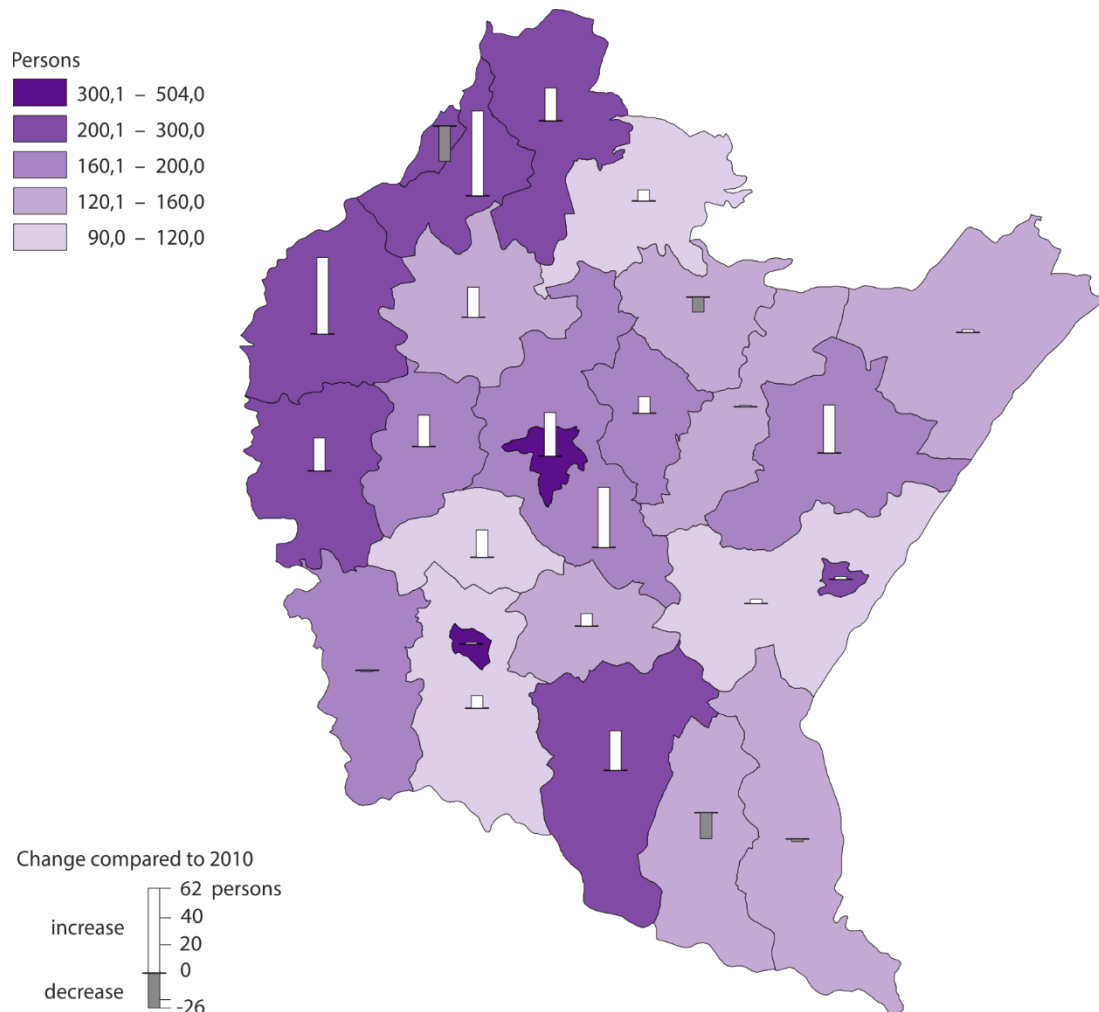 Persons
300,1 – 504,0
200,1 – 300,0
160,1 – 200,0
120,1 – 160,0
90,0 – 120,0
Change compared to 2010
62 persons
40
increase
20
0
decrease
-26